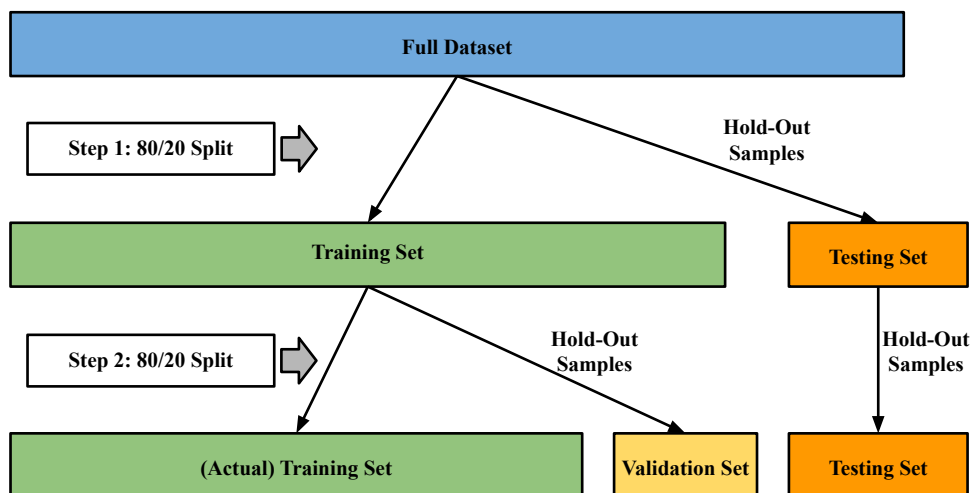 Full Dataset
Step 1: 80/20 Split
Hold-Out
Samples
Training Set
Testing Set
Step 2: 80/20 Split
Hold-Out
Samples
Hold-Out
Samples
(Actual) Training Set
Validation Set
Testing Set